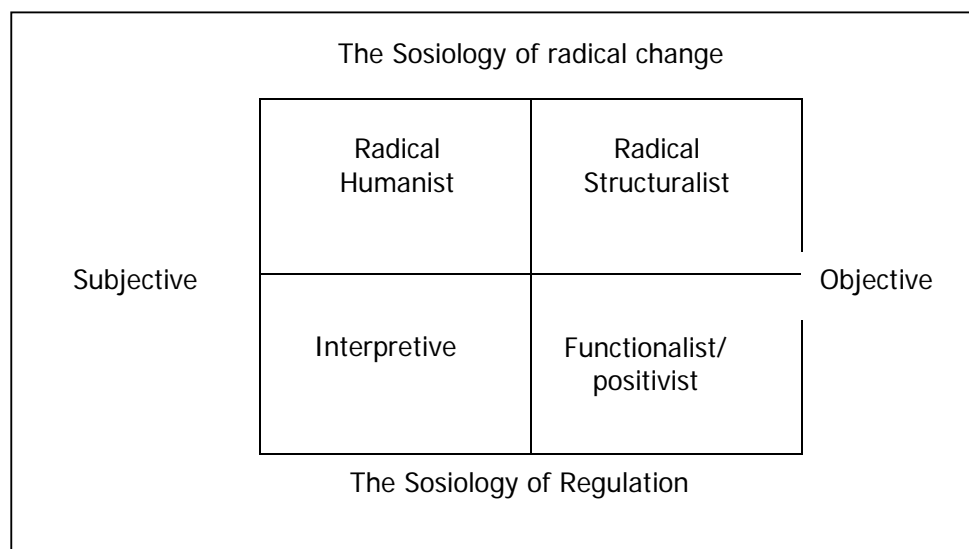 The Sosiology of radical change
Radical
Humanist
Radical
Structuralist
Subjective
Objective
Interpretive
Functionalist/
positivist
The Sosiology of Regulation